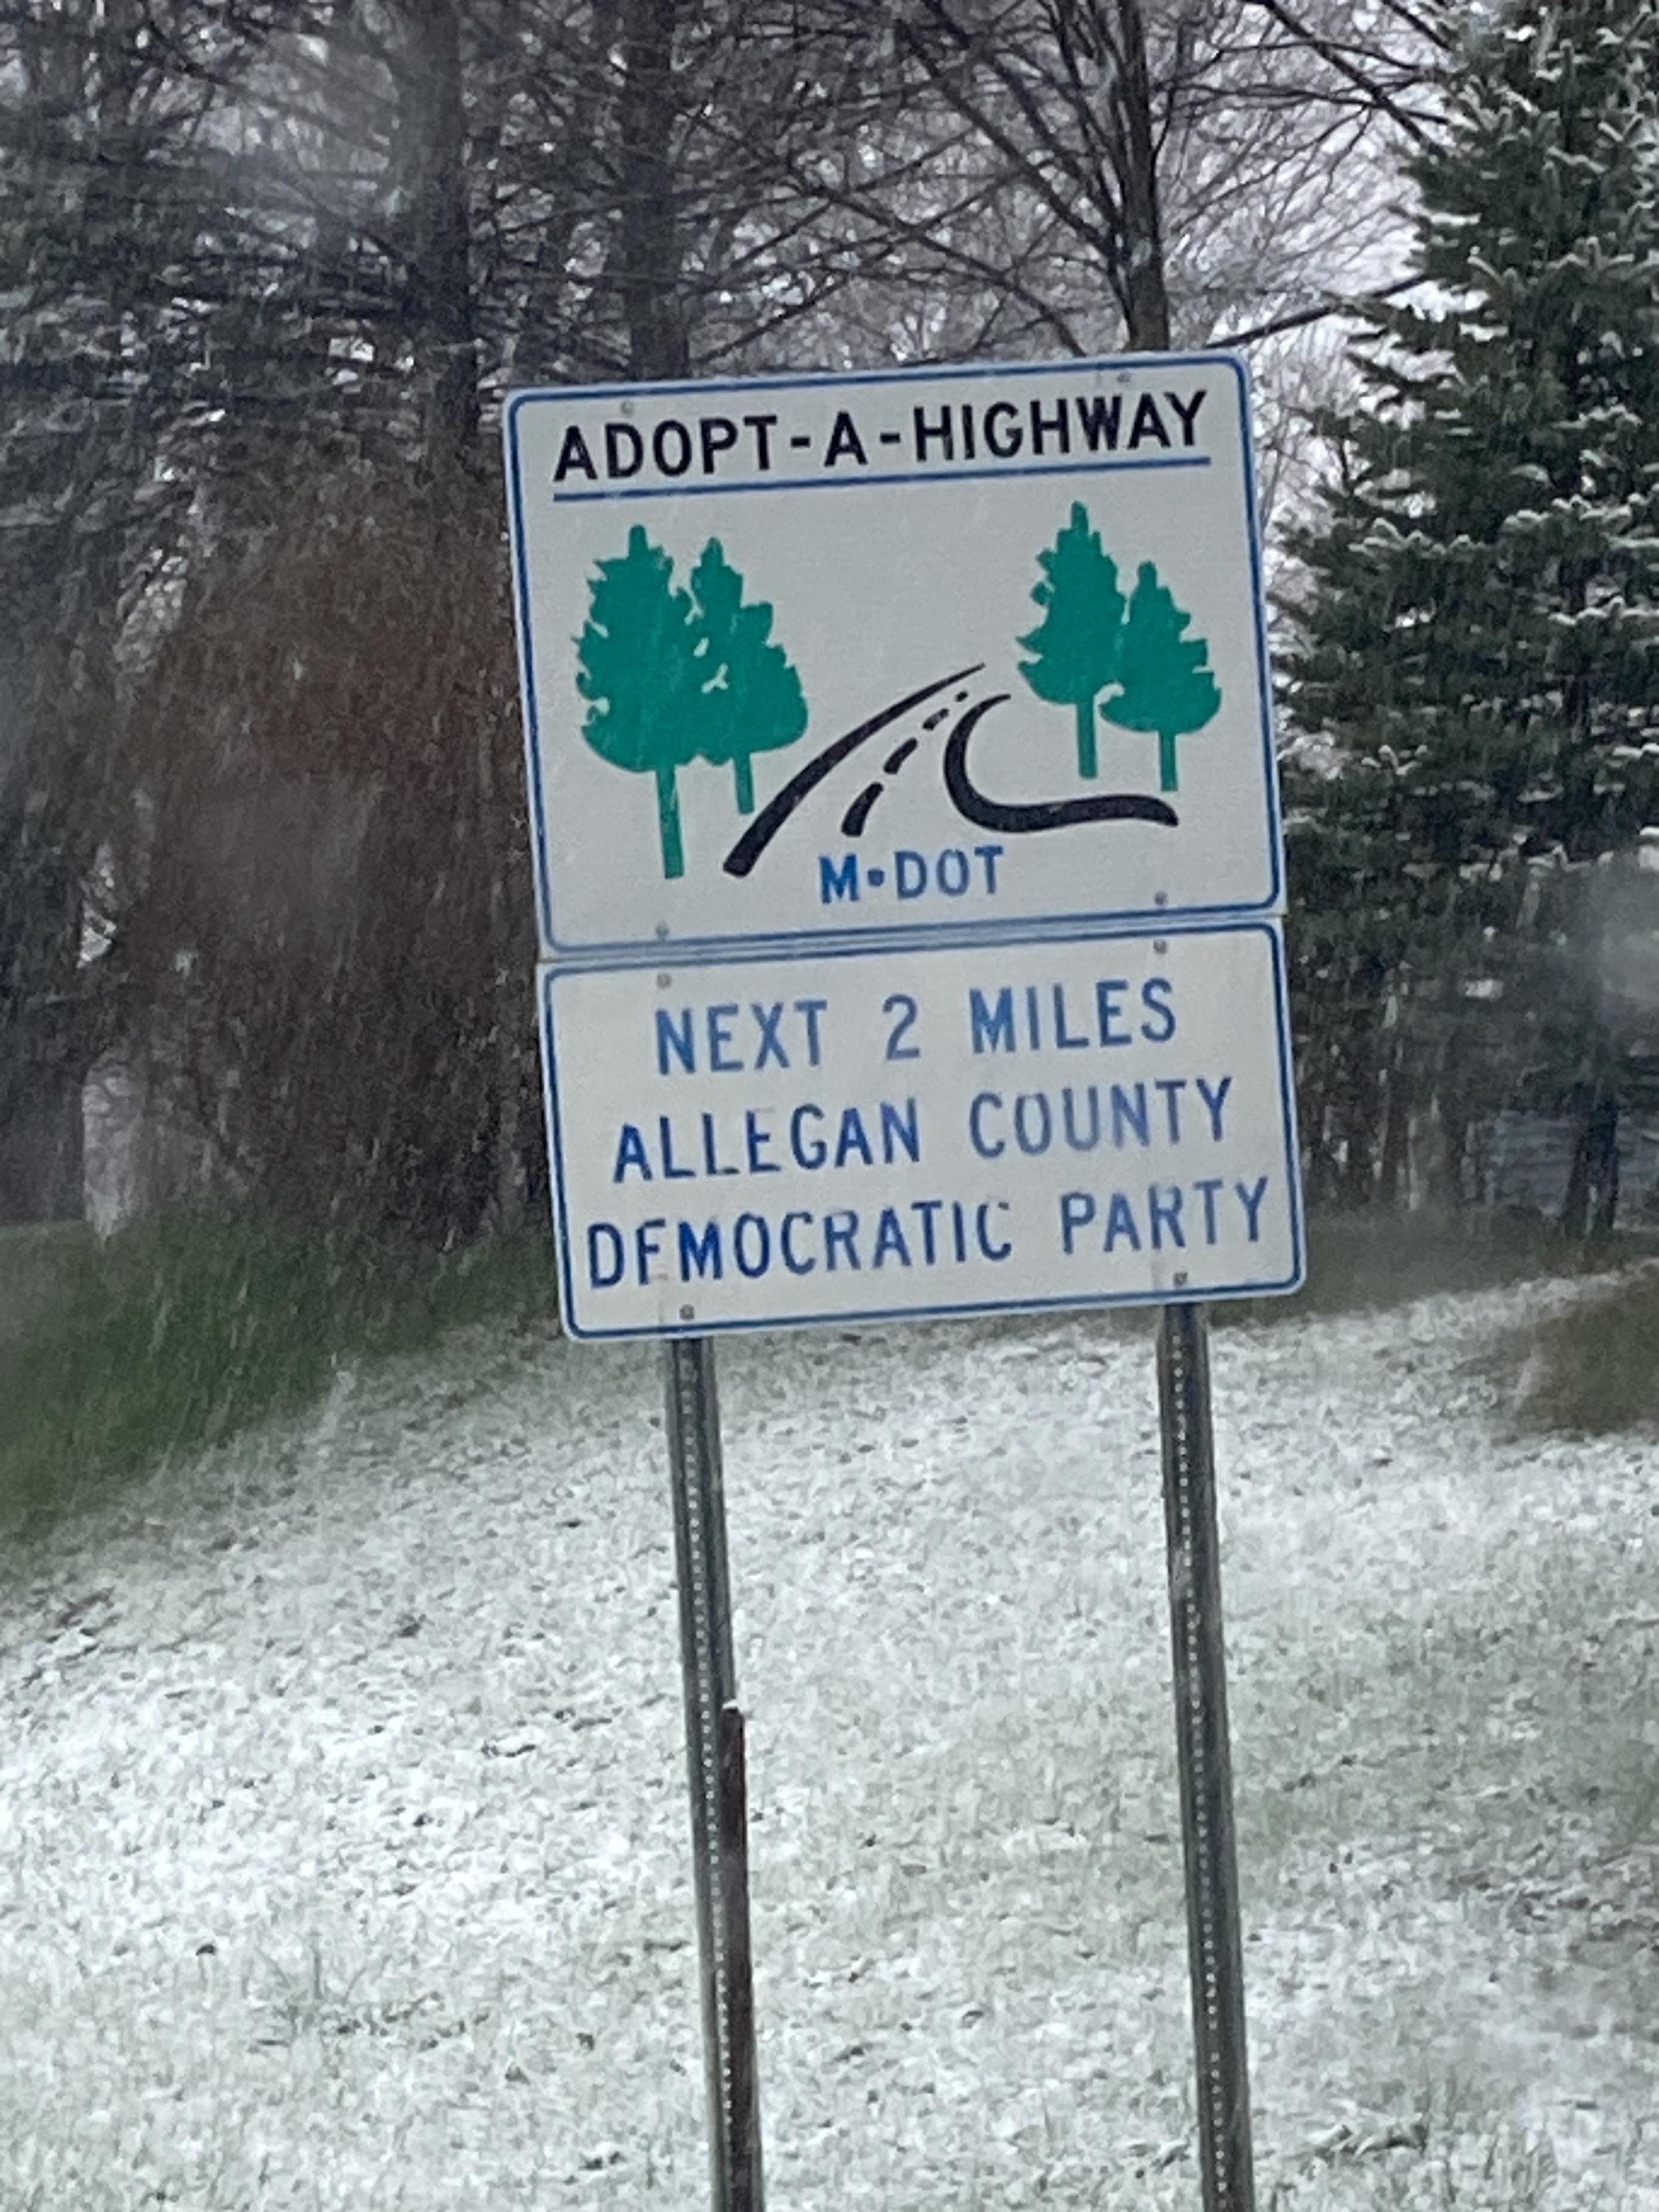 ADOPT-A-HIGHWAY
M•DOT
NEXT 2 MILES
ALLEGAN COUNTY
DEMOCRATIC PARTY